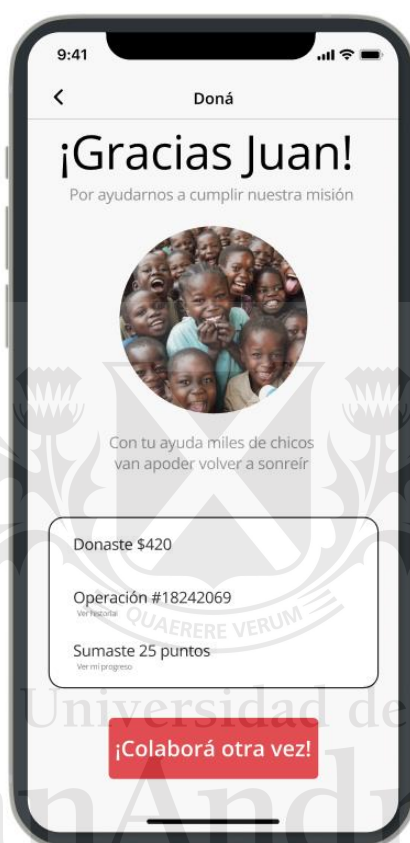 9:41
Doná
¡Gracias Juan!
Por ayudarnos a cumplir nuestra misión
Con tu ayuda miles de chicos
van apoder volver a sonreír
Donaste $420
Operación #18242069
Ver historial
QUAERERE VERUM
Sumaste 25 puntos
Ver mi progreso
Universidad de
¡Colaborá otra vez!